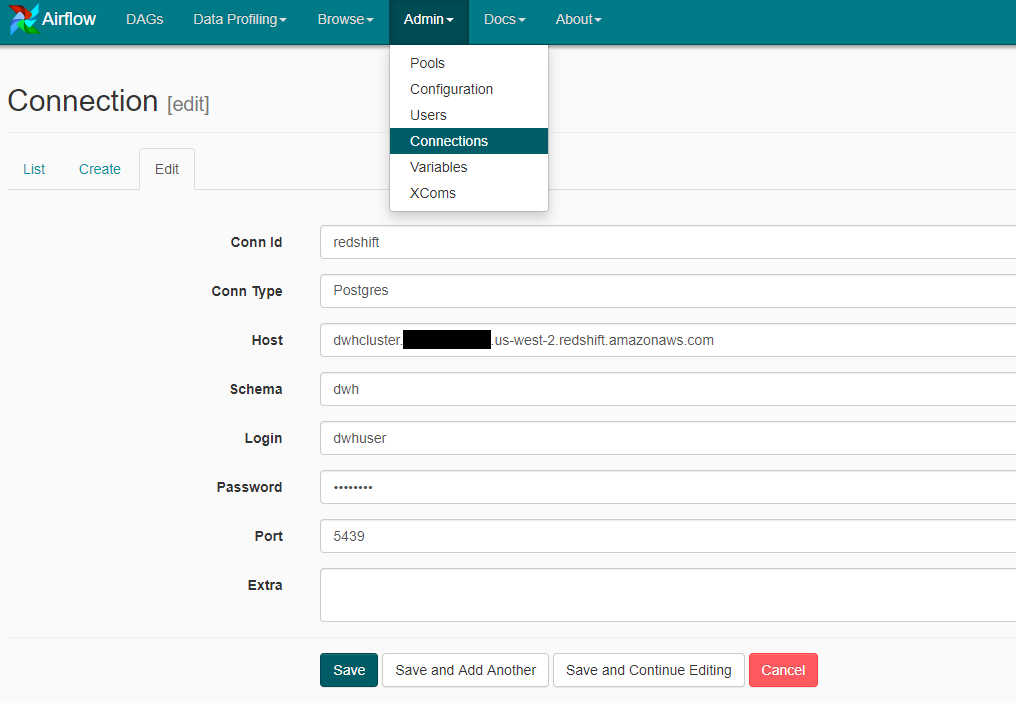 Airflow DAGs Data Profiling Browse Admin Docs About
Pools
Configuration
Users
Connections
Variables
XComs
Connection [edit]
List Create Edit
Conn Id redshift
Conn Type Postgres
Host dwhcluster. .us-west-2.redshift.amazonaws.com
Schema dwh
Login dwhuser
Password ••••••••
Port 5439
Extra
Save Save and Add Another Save and Continue Editing Cancel